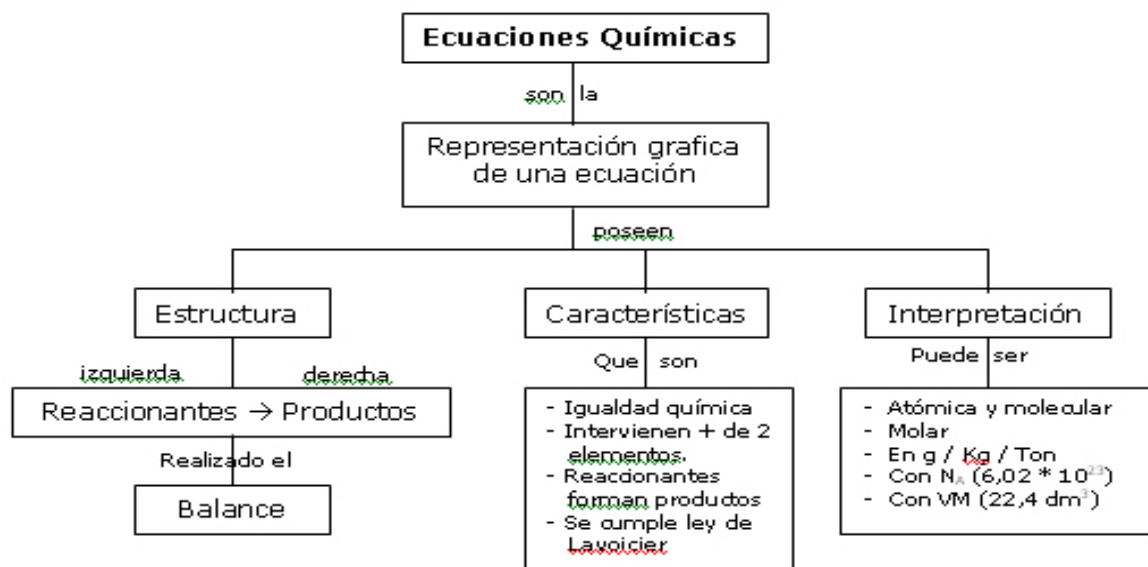 Ecuaciones Químicas
son la
Representación grafica
de una ecuación
poseen
Estructura
izquierda derecha
Reaccionantes → Productos
Realizado el
Balance
Características
Que son
- Igualdad química
- Intervienen + de 2
elementos.
- Reaccionantes
forman productos
- Se cumple ley de
Lavoicier
Interpretación
Puede ser
- Atómica y molecular
- Molar
- En g / Kg / Ton
- Con N_A (6,02 * 10²³)
- Con VM (22,4 dm³)